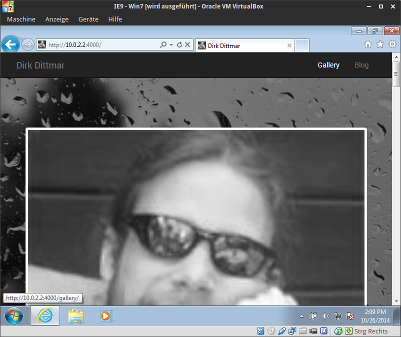 IE9 - Win7 [wird ausgeführt] - Oracle VM VirtualBox
Maschine Anzeige Geräte Hilfe
http://10.0.2.2:4000/
Dirk Dittmar
Dirk Dittmar
Gallery
Blog
http://10.0.2.2:4000/gallery/
2:09 PM
10/26/2014
Strg Rechts